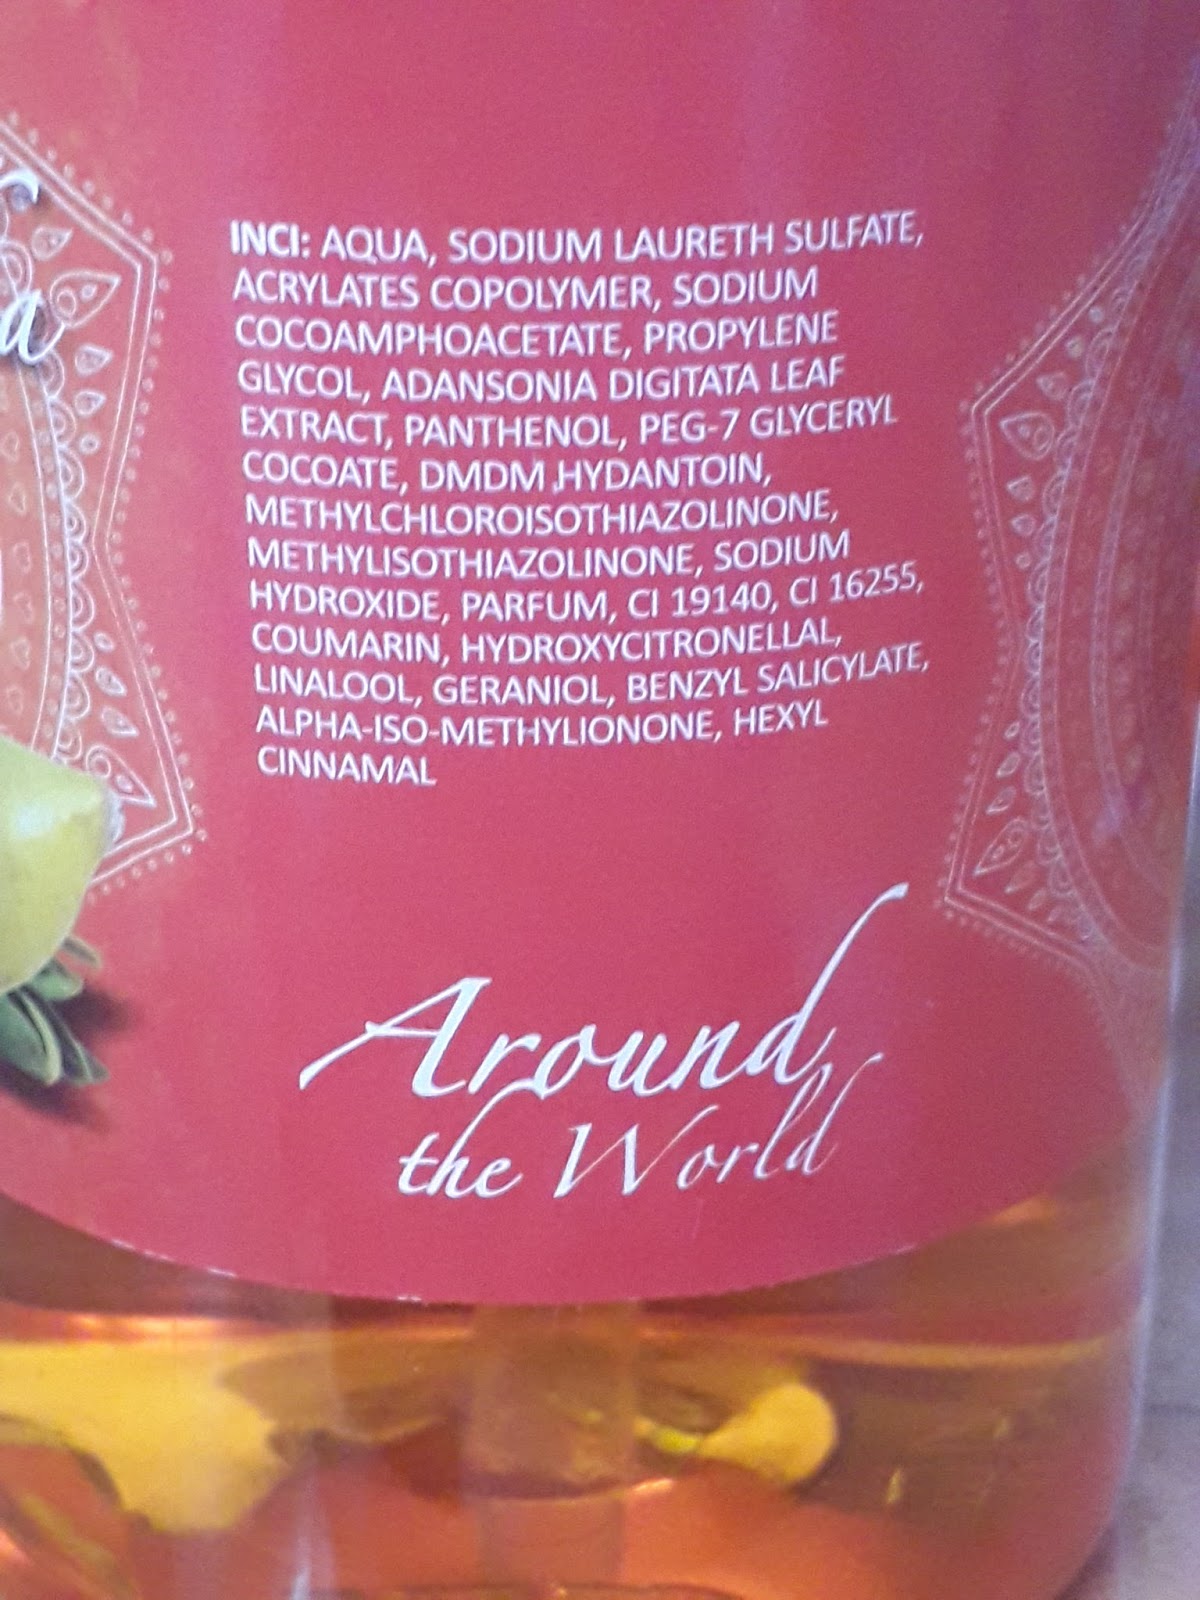 a
INCI: AQUA, SODIUM LAURETH SULFATE,
ACRYLATES COPOLYMER, SODIUM
COCOAMPHOACETATE, PROPYLENE
GLYCOL, ADANSONIA DIGITATA LEAF
EXTRACT, PANTHENOL, PEG-7 GLYCERYL
COCOATE, DMDM HYDANTOIN,
METHYLCHLOROISOTHIAZOLINONE,
METHYLISOTHIAZOLINONE, SODIUM
HYDROXIDE, PARFUM, CI 19140, CI 16255,
COUMARIN, HYDROXYCITRONELLAL,
LINALOOL, GERANIOL, BENZYL SALICYLATE,
ALPHA-ISO-METHYLIONONE, HEXYL
CINNAMAL
Around
the World